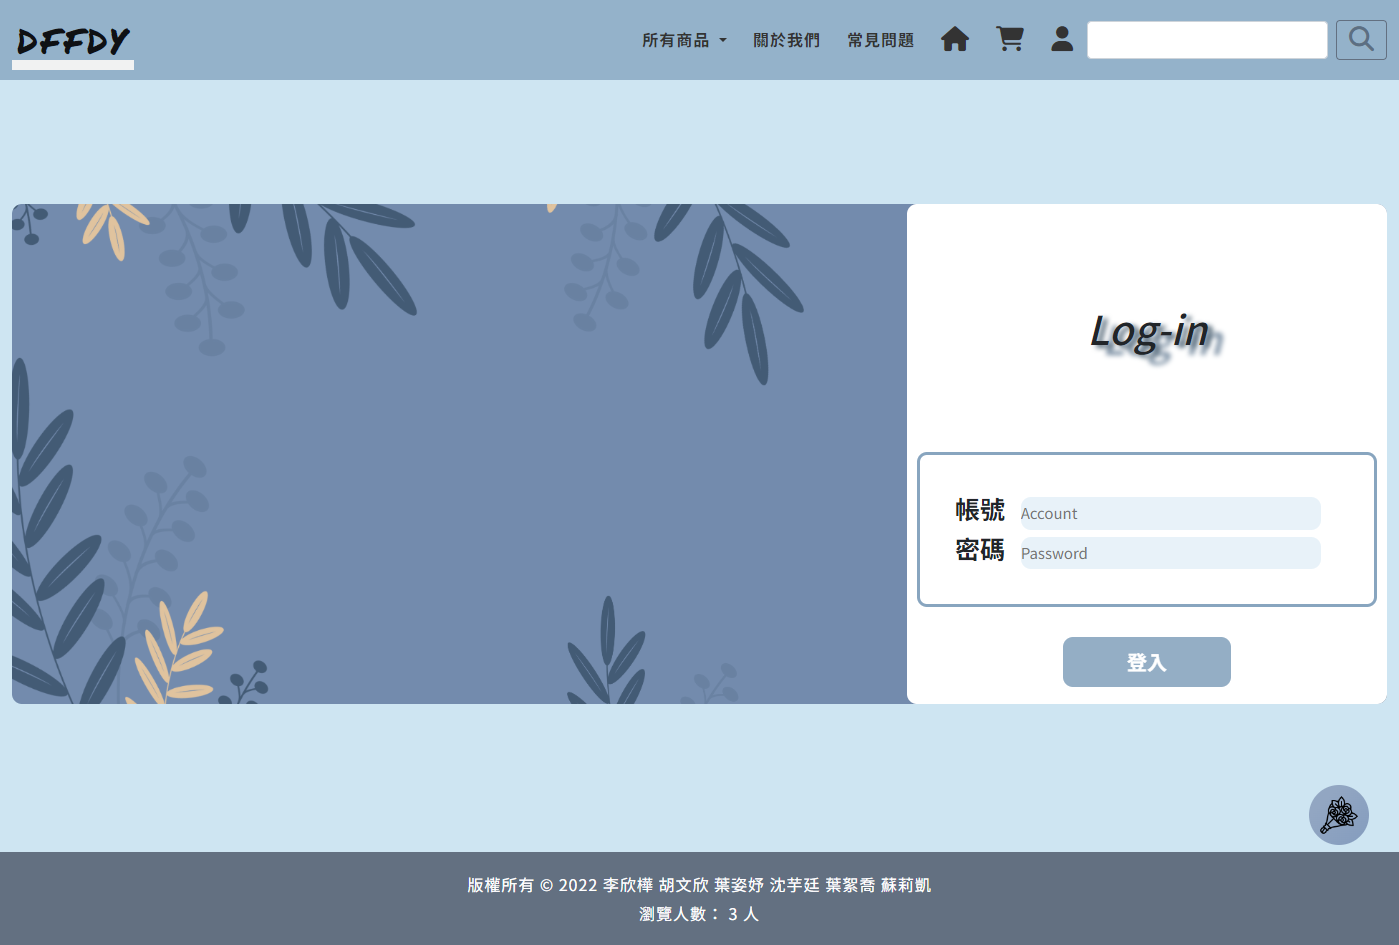 DFFDY
所有商品 關於我們 常見問題
Log-in
帳號 Account
密碼 Password
登入
版權所有 © 2022 李欣樺 胡文欣 葉姿妤 沈芋廷 葉絮喬 蘇莉凱
瀏覽人數： 3 人